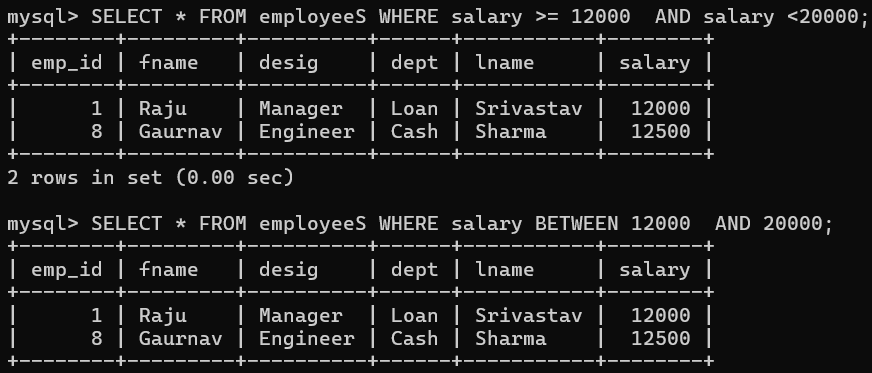 mysql> SELECT * FROM employeeS WHERE salary >= 12000  AND salary <20000;
+--------+---------+----------+------+-----------+--------+
| emp_id | fname   | desig    | dept | lname     | salary |
+--------+---------+----------+------+-----------+--------+
|      1 | Raju    | Manager  | Loan | Srivastav |  12000 |
|      8 | Gaurnav | Engineer | Cash | Sharma    |  12500 |
+--------+---------+----------+------+-----------+--------+
2 rows in set (0.00 sec)
mysql> SELECT * FROM employeeS WHERE salary BETWEEN 12000  AND 20000;
+--------+---------+----------+------+-----------+--------+
| emp_id | fname   | desig    | dept | lname     | salary |
+--------+---------+----------+------+-----------+--------+
|      1 | Raju    | Manager  | Loan | Srivastav |  12000 |
|      8 | Gaurnav | Engineer | Cash | Sharma    |  12500 |
+--------+---------+----------+------+-----------+--------+